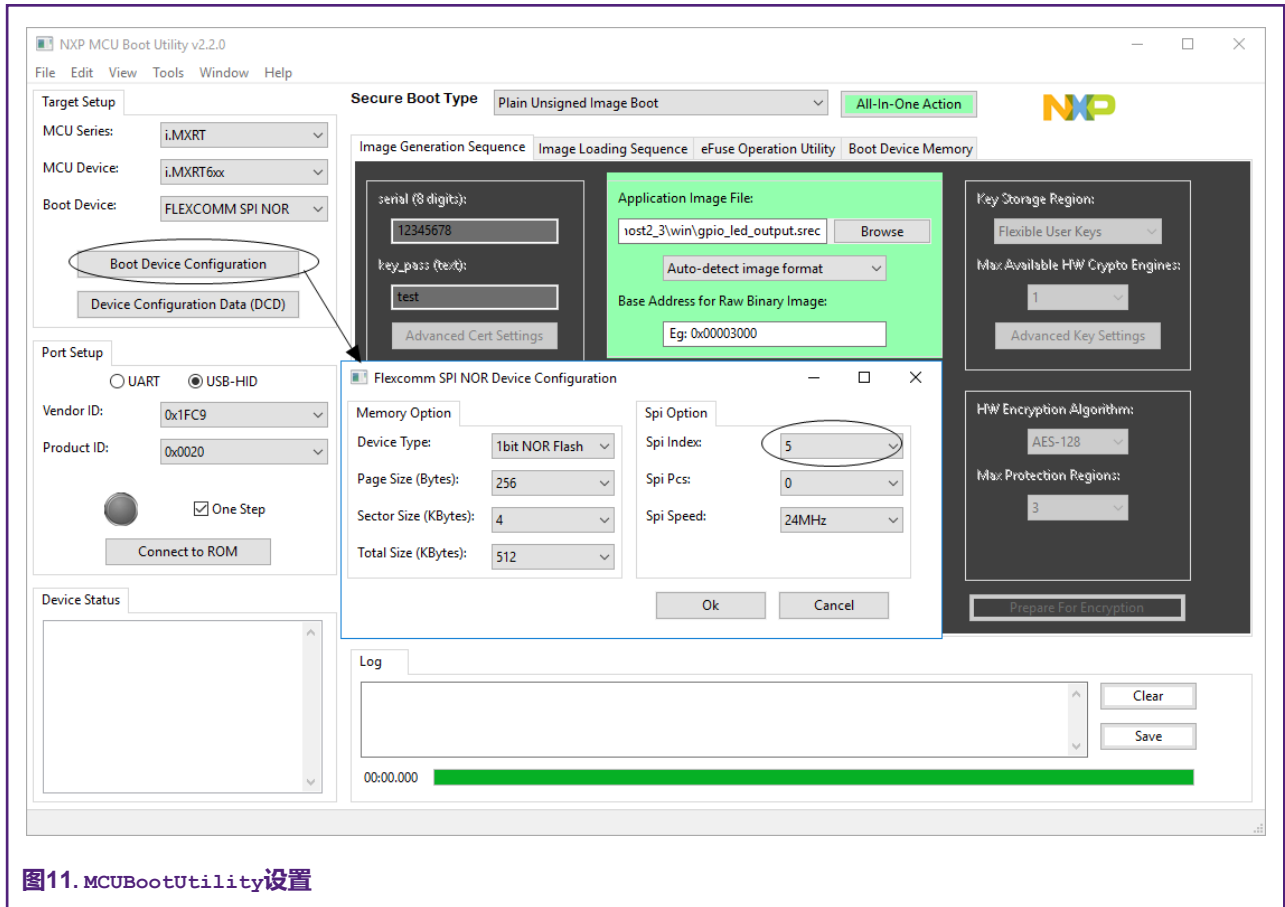 NXP MCU Boot Utility v2.2.0
File Edit View Tools Window Help
Target Setup
MCU Series: i.MXRT
MCU Device: i.MXRT6xx
Boot Device: FLEXCOMM SPI NOR
Boot Device Configuration
Device Configuration Data (DCD)
Port Setup
UART USB-HID
Vendor ID: 0x1FC9
Product ID: 0x0020
One Step
Connect to ROM
Device Status
Secure Boot Type Plain Unsigned Image Boot All-In-One Action
NXP
Image Generation Sequence Image Loading Sequence eFuse Operation Utility Boot Device Memory
serial (8 digits):
12345678
key_pass (text):
test
Advanced Cert Settings
Application Image File:
ost2_3\win\gpio_led_output.srec Browse
Auto-detect image format
Base Address for Raw Binary Image:
Eg: 0x00003000
Key Storage Region:
Flexible User Keys
Max Available HW Crypto Engines:
1
Advanced Key Settings
HW Encryption Algorithm:
AES-128
Max Protection Regions:
3
Prepare For Encryption
Flexcomm SPI NOR Device Configuration
Memory Option
Device Type: 1bit NOR Flash
Page Size (Bytes): 256
Sector Size (KBytes): 4
Total Size (KBytes): 512
Spi Option
Spi Index: 5
Spi Pcs: 0
Spi Speed: 24MHz
Ok Cancel
Log
Clear
Save
00:00.000
图11. MCUBootUtility设置